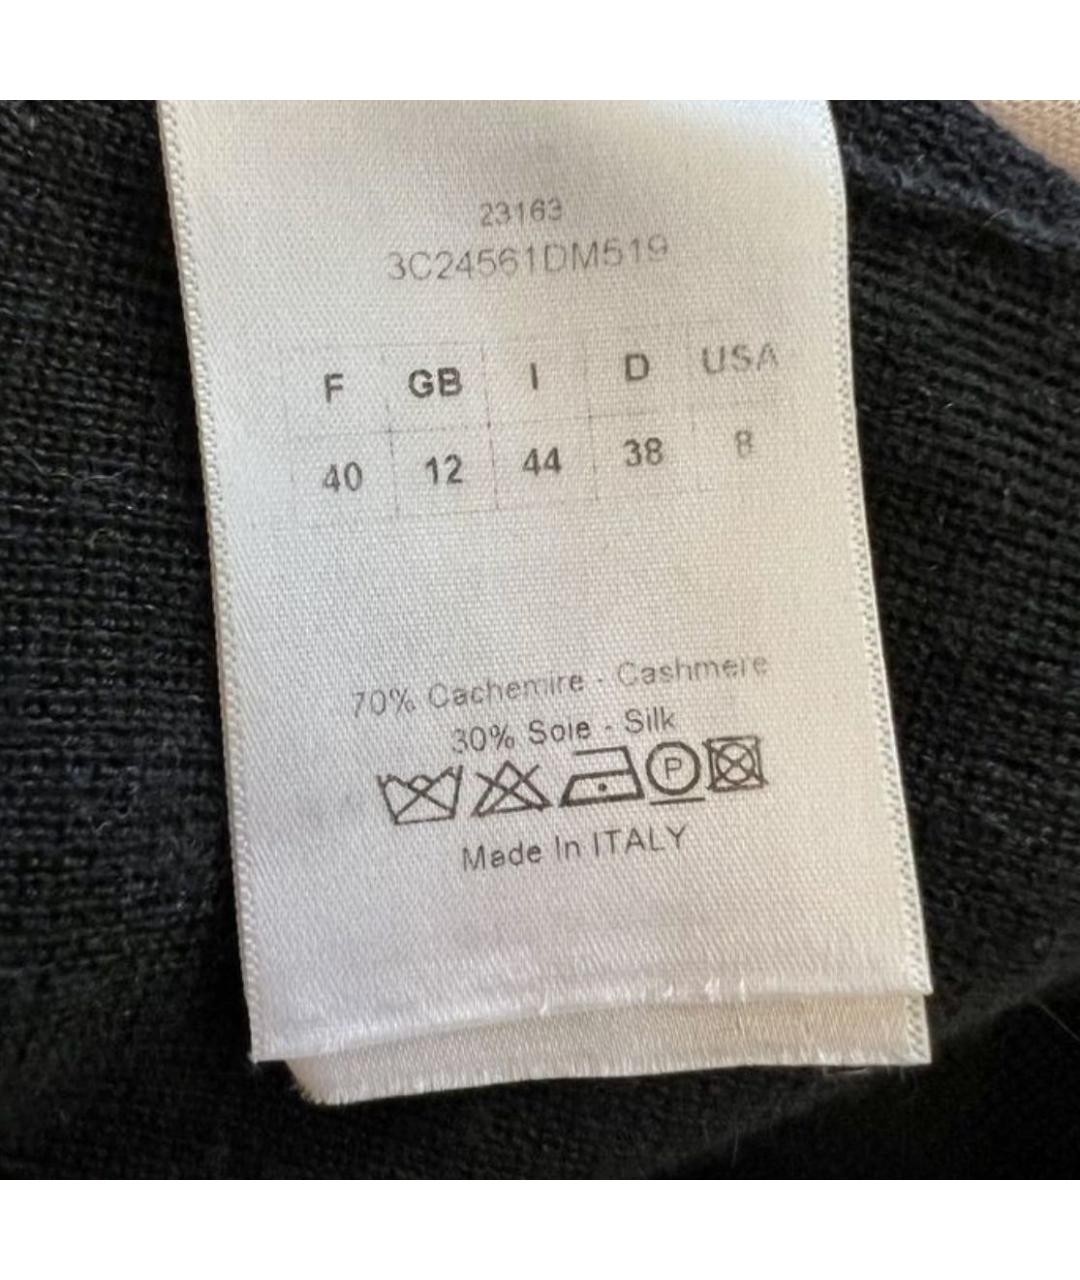 23163
3C24561DM519
F GB I D USA
40 12 44 38 8
70% Cachemire - Cashmere
30% Soie - Silk
P
Made In ITALY